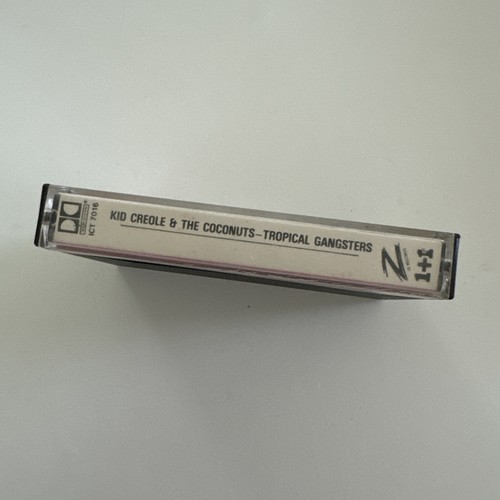 ICT 7016
KID CREOLE & THE COCONUTS–TROPICAL GANGSTERS
Z
1+1